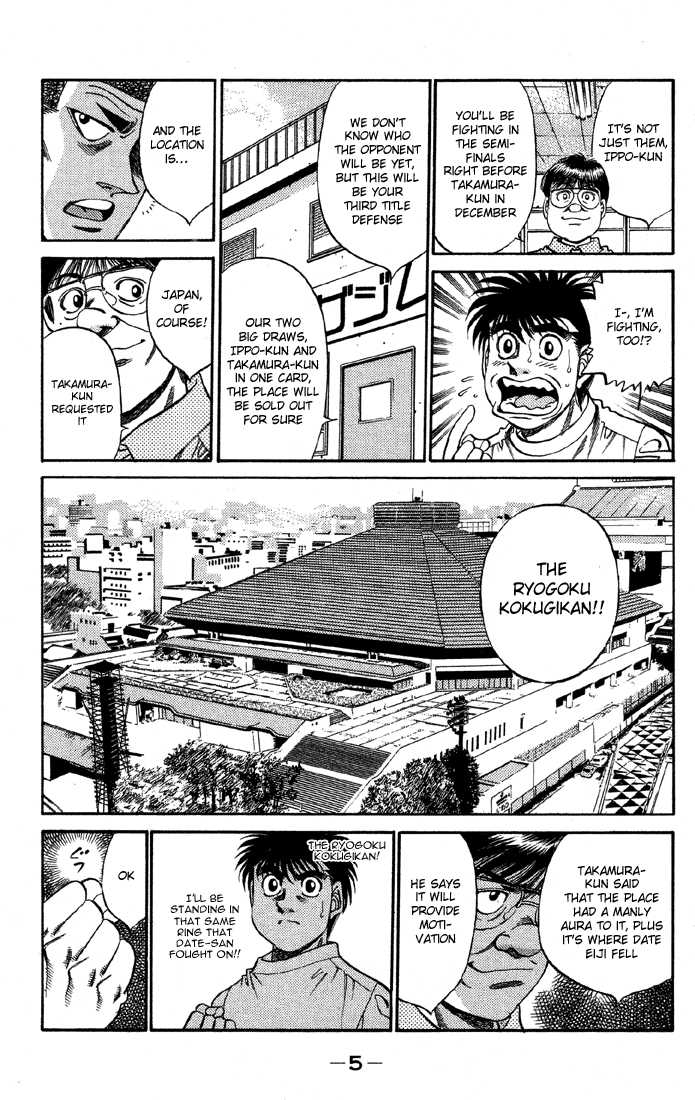 IT'S NOT
JUST THEM,
IPPO-KUN
YOU'LL BE
FIGHTING IN
THE SEMI-
FINALS
RIGHT BEFORE
TAKAMURA-
KUN IN
DECEMBER
I-, I'M
FIGHTING,
TOO!?
WE DON'T
KNOW WHO
THE OPPONENT
WILL BE YET,
BUT THIS WILL
BE YOUR
THIRD TITLE
DEFENSE
ザジム
OUR TWO
BIG DRAWS,
IPPO-KUN AND
TAKAMURA-KUN
IN ONE CARD,
THE PLACE WILL
BE SOLD OUT
FOR SURE
AND THE
LOCATION
IS...
JAPAN,
OF
COURSE!
TAKAMURA-
KUN
REQUESTED
IT
THE
RYOGOKU
KOKUGIKAN!!
TAKAMURA-
KUN SAID
THAT THE PLACE
HAD A MANLY
AURA TO IT, PLUS
IT'S WHERE DATE
EIJI FELL
HE SAYS
IT WILL
PROVIDE
MOTI-
VATION
THE RYOGOKU
KOKUGIKAN!
I'LL BE
STANDING IN
THAT SAME
RING THAT
DATE-SAN
FOUGHT ON!!
OK
ぐっ
—5—